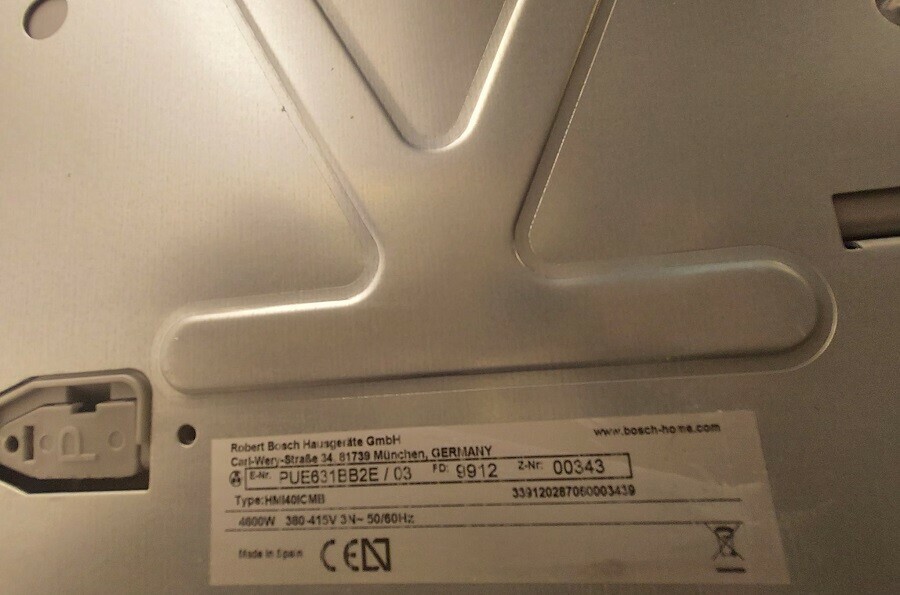 Robert Bosch Hausgeräte GmbH
www.bosch-home.com
Carl-Wery-Straße 34, 81739 München, GERMANY
E-Nr. PUE631BB2E / 03 FD: 9912 Z-Nr: 00343
Type: HMI40ICMB
339120287060003439
4600W 380-415V 3N~ 50/60Hz
Made in Spain CE